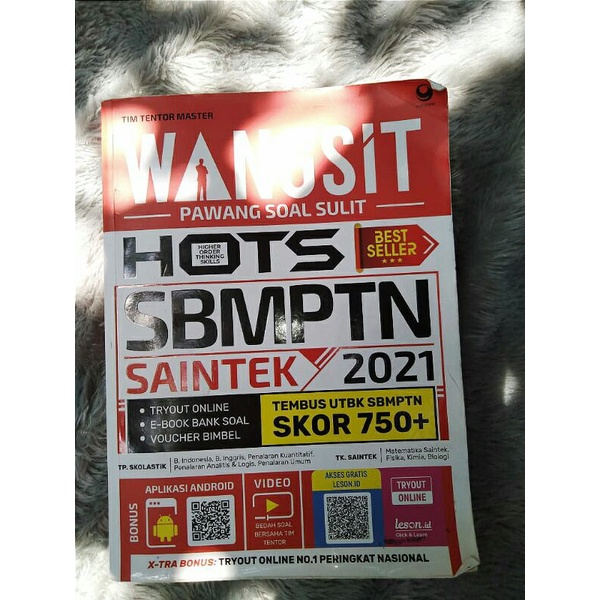 TIM TENTOR MASTER
WANGSIT
PAWANG SOAL SULIT
HOTS
HIGHER
ORDER
THINKING
SKILLS
BEST
SELLER
SBMPTN
SAINTEK 2021
• TRYOUT ONLINE
• E-BOOK BANK SOAL
• VOUCHER BIMBEL
TEMBUS UTBK SBMPTN
SKOR 750+
TP. SKOLASTIK
B. Indonesia, B. Inggris, Penalaran Kuantitatif,
Penalaran Analitis & Logis, Penalaran Umum
TK. SAINTEK
Matematika Saintek,
Fisika, Kimia, Biologi
BONUS
APLIKASI ANDROID
VIDEO
BEDAH SOAL
BERSAMA TIM
TENTOR
AKSES GRATIS
LESON.ID
TRYOUT
ONLINE
leson.id
Click & Learn
X-TRA BONUS: TRYOUT ONLINE NO.1 PERINGKAT NASIONAL